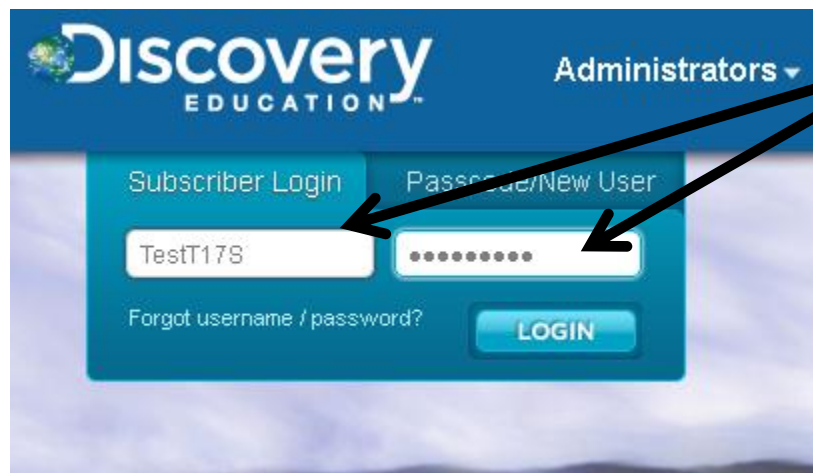 DISCOVERY
EDUCATION™
Administrators
Subscriber Login
Passcode/New User
TestT17S
•••••••••
Forgot username / password?
LOGIN